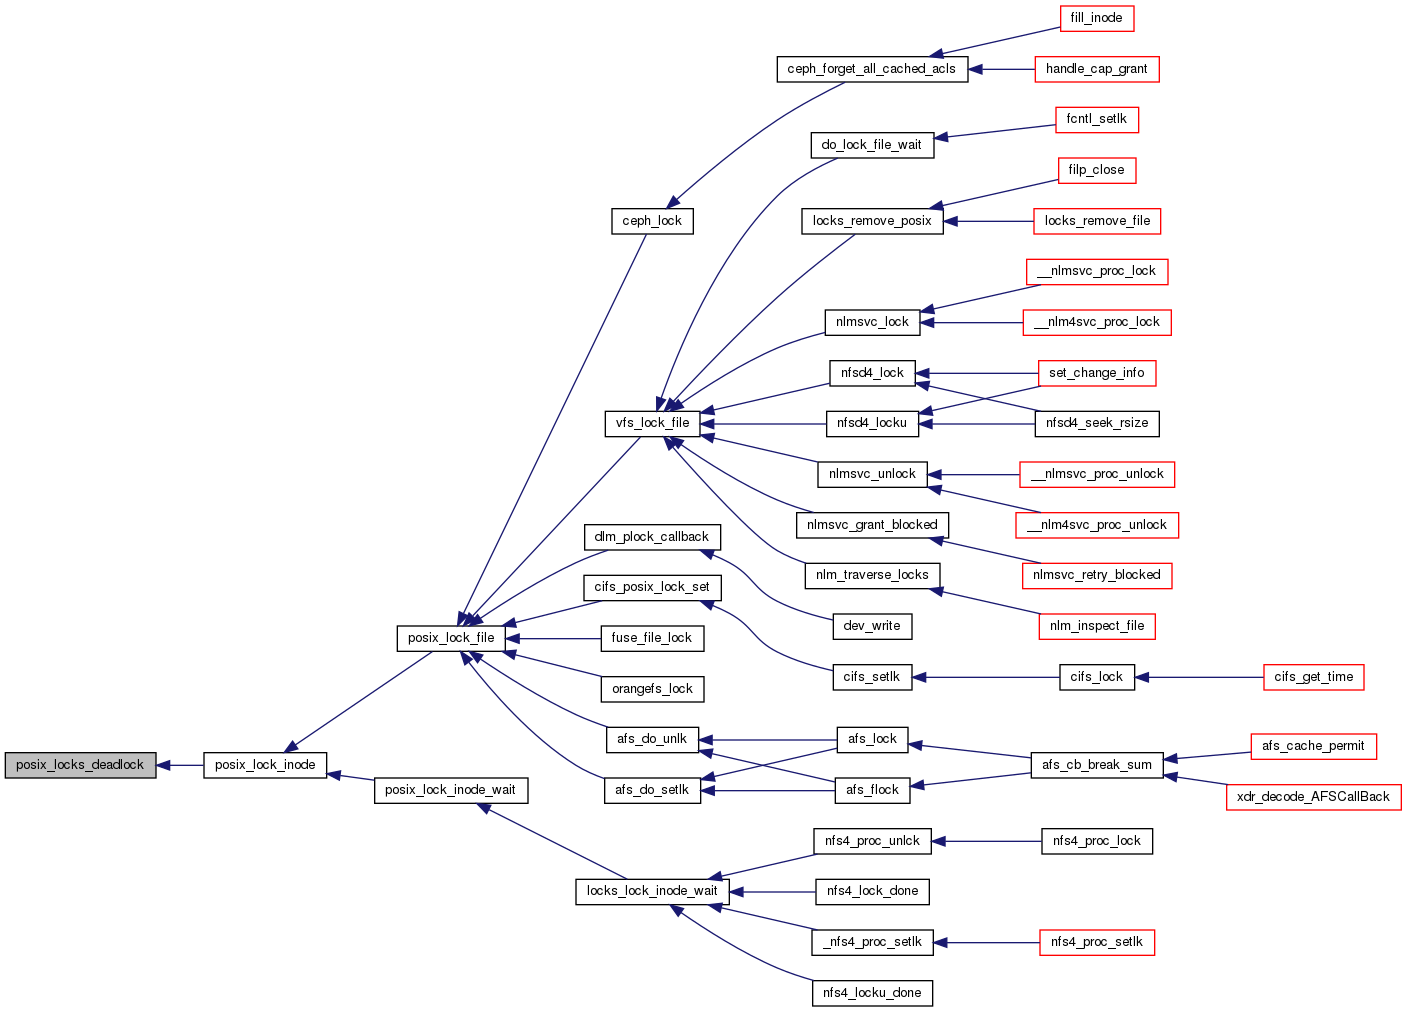 fill_inode
ceph_forget_all_cached_acls
handle_cap_grant
fcntl_setlk
do_lock_file_wait
filp_close
ceph_lock
locks_remove_posix
locks_remove_file
__nlmsvc_proc_lock
nlmsvc_lock
__nlm4svc_proc_lock
nfsd4_lock
set_change_info
vfs_lock_file
nfsd4_locku
nfsd4_seek_rsize
nlmsvc_unlock
__nlmsvc_proc_unlock
nlmsvc_grant_blocked
__nlm4svc_proc_unlock
dlm_plock_callback
nlm_traverse_locks
nlmsvc_retry_blocked
cifs_posix_lock_set
dev_write
nlm_inspect_file
posix_lock_file
fuse_file_lock
cifs_setlk
cifs_lock
cifs_get_time
orangefs_lock
afs_do_unlk
afs_lock
afs_cache_permit
posix_locks_deadlock
posix_lock_inode
afs_cb_break_sum
posix_lock_inode_wait
afs_do_setlk
afs_flock
xdr_decode_AFSCallBack
nfs4_proc_unlck
nfs4_proc_lock
locks_lock_inode_wait
nfs4_lock_done
_nfs4_proc_setlk
nfs4_proc_setlk
nfs4_locku_done